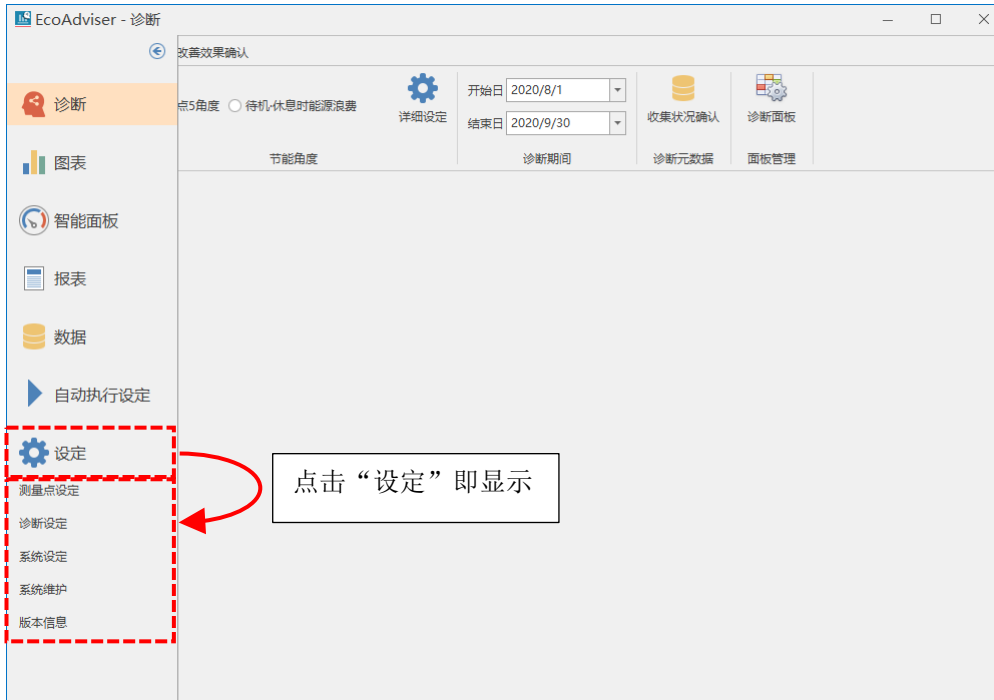 EcoAdviser - 诊断
改善效果确认
诊断
图表
智能面板
报表
数据
自动执行设定
设定
测量点设定
诊断设定
系统设定
系统维护
版本信息
点5角度 待机·休息时能源浪费
详细设定
节能角度
开始日 2020/8/1
结束日 2020/9/30
诊断期间
收集状况确认
诊断元数据
诊断面板
面板管理
点击“设定”即显示